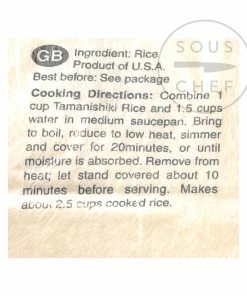 SOUS
CHEF
GB
Ingredient: Rice
Product of U.S.A.
Best before: See package
Cooking Directions: Combine 1
cup Tamanishiki Rice and 1.5 cups
water in medium saucepan. Bring
to boil, reduce to low heat, simmer
and cover for 20minutes, or until
moisture is absorbed. Remove from
heat; let stand covered about 10
minutes before serving. Makes
about 2.5 cups cooked rice.